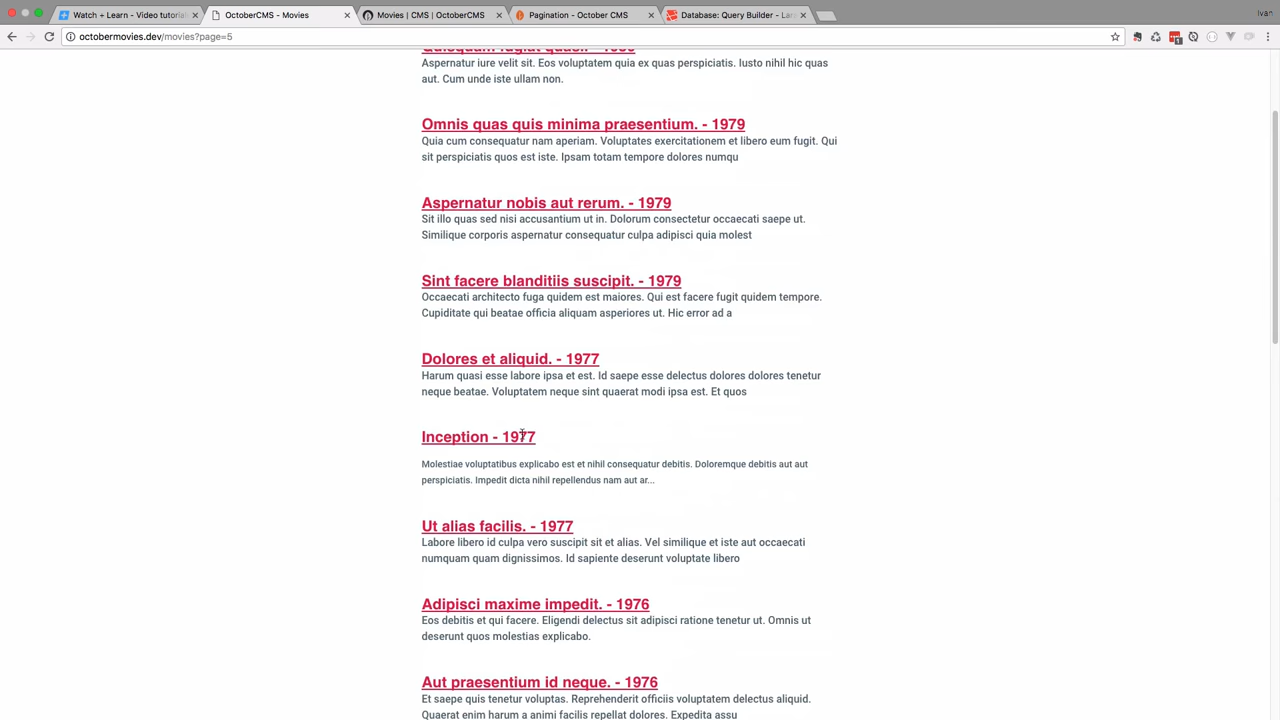 Watch + Learn - Video tutorial
OctoberCMS - Movies
Movies | CMS | OctoberCMS
Pagination - October CMS
Database: Query Builder - Lar
Ivan
octobermovies.dev/movies?page=5
Quisquam fugiat quasi. - 1980
Aspernatur iure velit sit. Eos voluptatem quia ex quas perspiciatis. Iusto nihil hic quas
aut. Cum unde iste ullam non.
Omnis quas quis minima praesentium. - 1979
Quia cum consequatur nam aperiam. Voluptates exercitationem et libero eum fugit. Qui
sit perspiciatis quos est iste. Ipsam totam tempore dolores numqu
Aspernatur nobis aut rerum. - 1979
Sit illo quas sed nisi accusantium ut in. Dolorum consectetur occaecati saepe ut.
Similique corporis aspernatur consequatur culpa adipisci quia molest
Sint facere blanditiis suscipit. - 1979
Occaecati architecto fuga quidem est maiores. Qui est facere fugit quidem tempore.
Cupiditate qui beatae officia aliquam asperiores ut. Hic error ad a
Dolores et aliquid. - 1977
Harum quasi esse labore ipsa et est. Id saepe esse delectus dolores dolores tenetur
neque beatae. Voluptatem neque sint quaerat modi ipsa est. Et quos
Inception - 1977
Molestiae voluptatibus explicabo est et nihil consequatur debitis. Doloremque debitis aut aut
perspiciatis. Impedit dicta nihil repellendus nam aut ar...
Ut alias facilis. - 1977
Labore libero id culpa vero suscipit sit et alias. Vel similique et iste aut occaecati
numquam quam dignissimos. Id sapiente deserunt voluptate libero
Adipisci maxime impedit. - 1976
Eos debitis et qui facere. Eligendi delectus sit adipisci ratione tenetur ut. Omnis ut
deserunt quos molestias explicabo.
Aut praesentium id neque. - 1976
Et saepe quis tenetur voluptas. Reprehenderit officiis voluptatem delectus aliquid.
Quaerat enim harum a animi facilis repellat dolores. Expedita assu